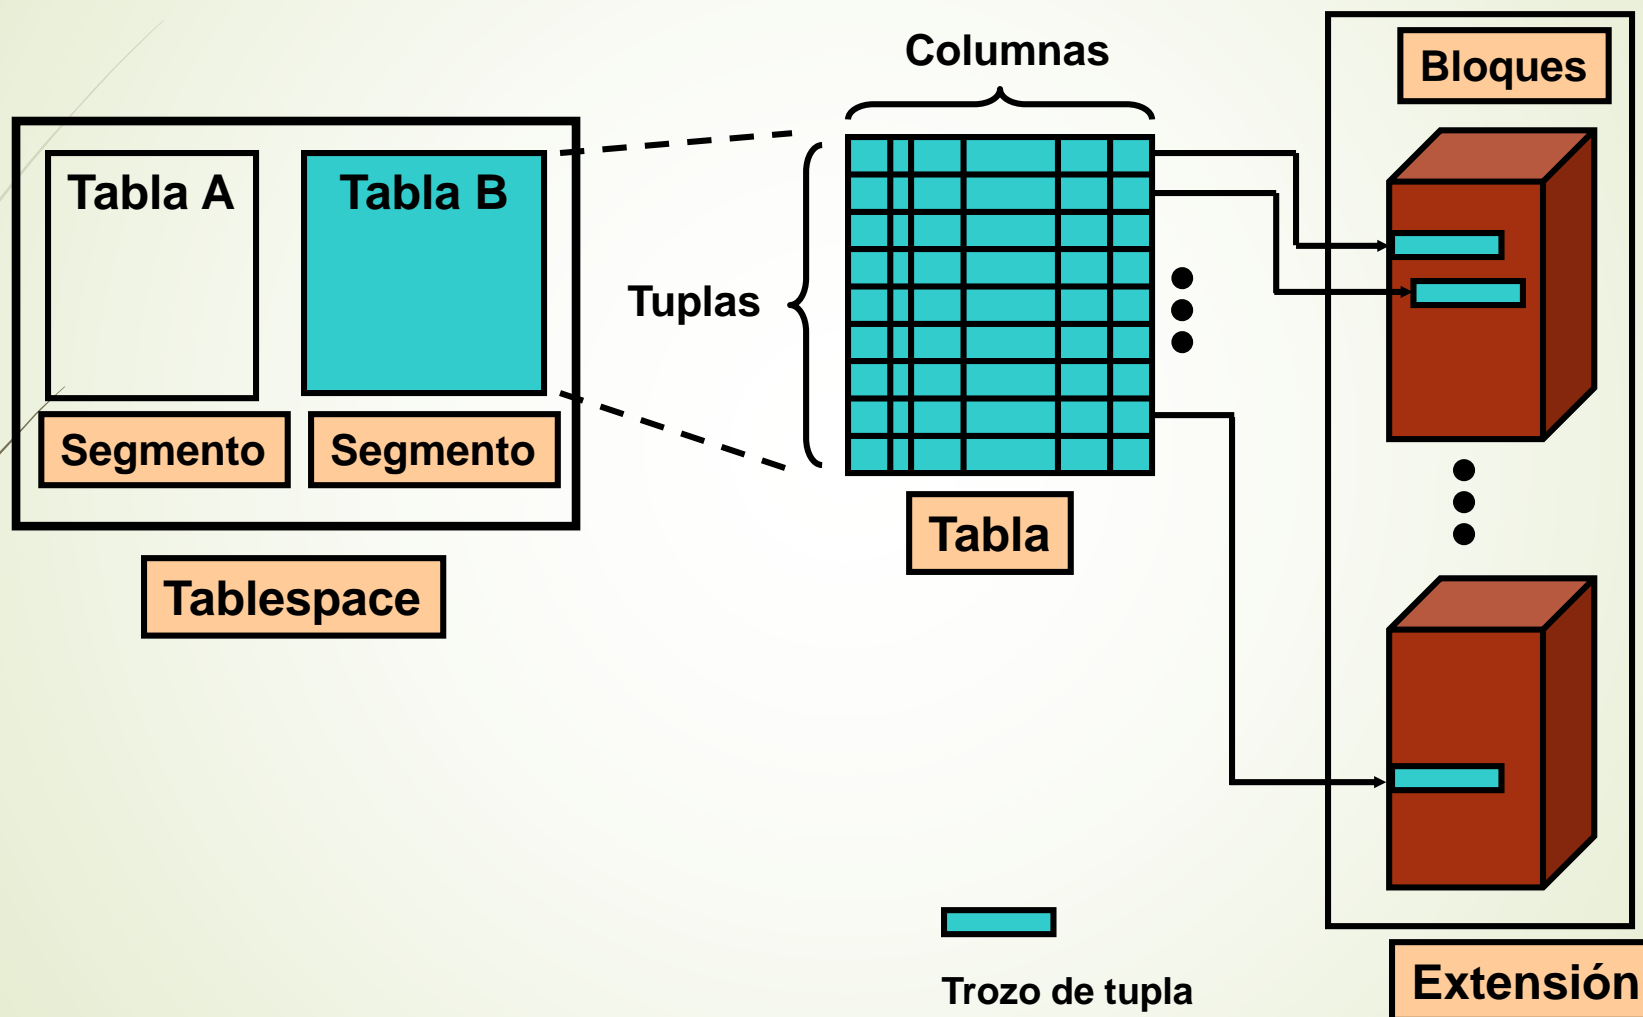 Columnas
Bloques
Tabla A
Tabla B
Tuplas
Segmento
Segmento
Tabla
Tablespace
Trozo de tupla
Extensión